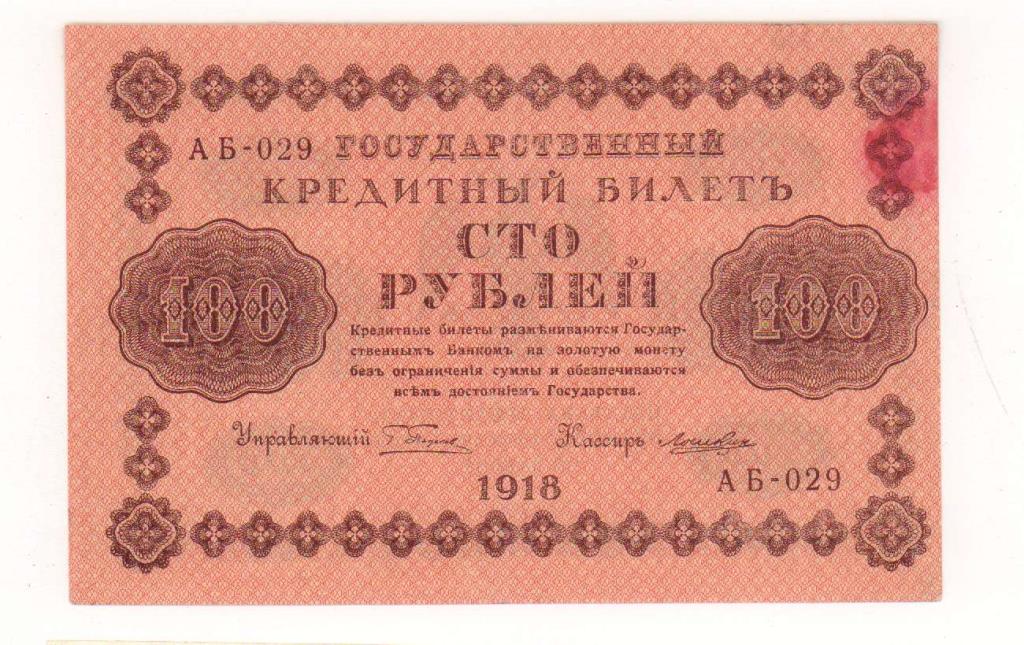 АБ-029 ГОСУДАРСТВЕННЫЙ
КРЕДИТНЫЙ БИЛЕТЪ
СТО
РУБЛЕЙ
100 100
Кредитные билеты размѣниваются Государ-
ственнымъ Банкомъ на золотую монету
безъ ограниченія суммы и обезпечиваются
всѣмъ достояніемъ Государства.
Управляющій Кассиръ
1918 АБ-029